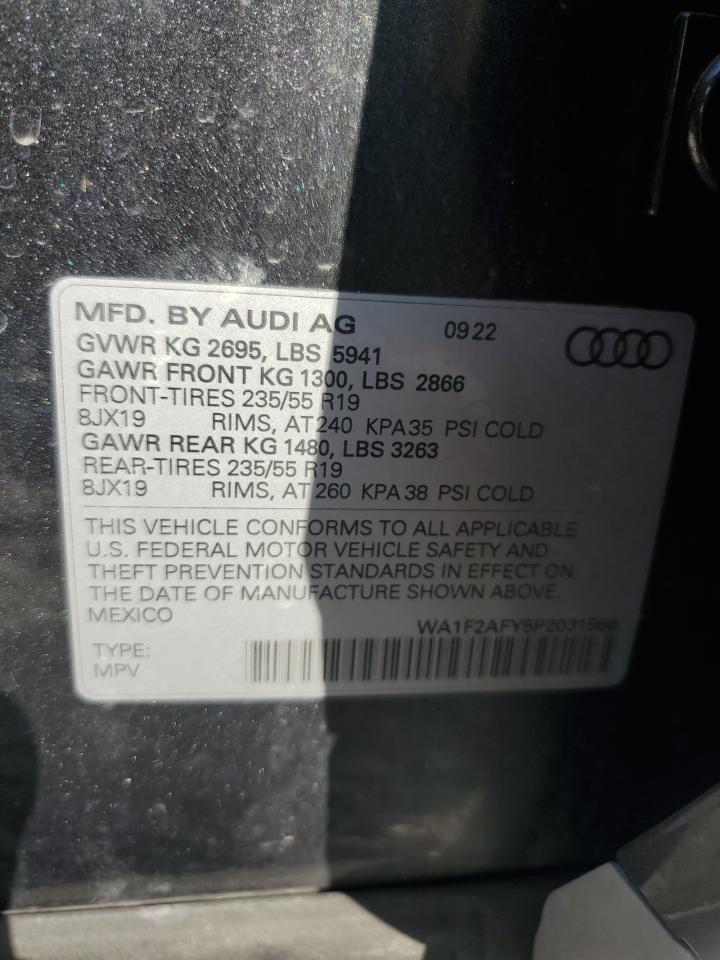 MFD. BY AUDI AG 09 22
GVWR KG 2695, LBS 5941
GAWR FRONT KG 1300, LBS 2866
FRONT-TIRES 235/55 R19
8JX19 RIMS, AT 240 KPA 35 PSI COLD
GAWR REAR KG 1480, LBS 3263
REAR-TIRES 235/55 R19
8JX19 RIMS, AT 260 KPA 38 PSI COLD
THIS VEHICLE CONFORMS TO ALL APPLICABLE
U.S. FEDERAL MOTOR VEHICLE SAFETY AND
THEFT PREVENTION STANDARDS IN EFFECT ON
THE DATE OF MANUFACTURE SHOWN ABOVE.
MEXICO
WA1F2AFY5P2031566
TYPE:
MPV